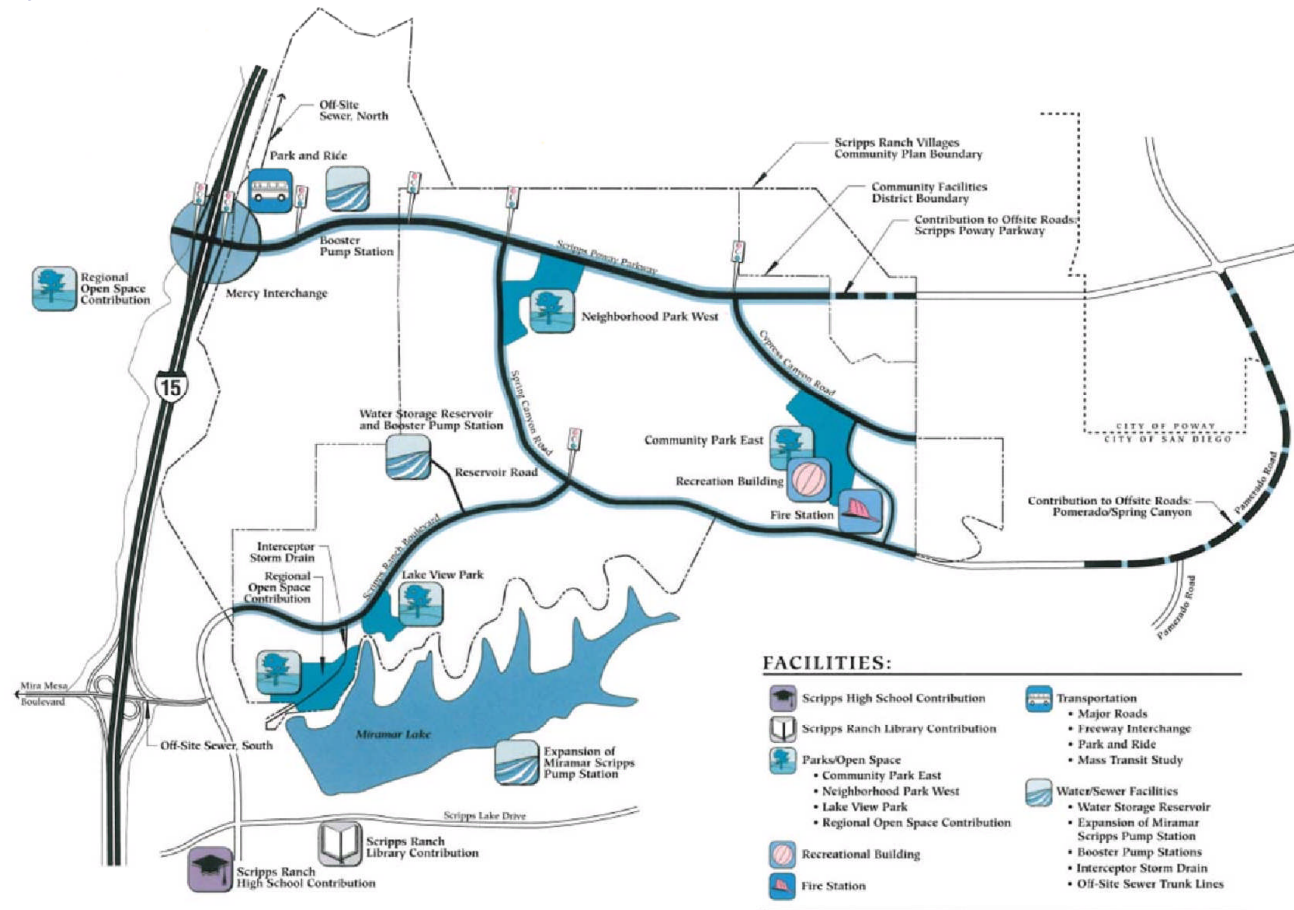 Off-Site
Sewer, North
Park and Ride
Scripps Ranch Villages
Community Plan Boundary
Community Facilities
District Boundary
Contribution to Offsite Roads:
Scripps Poway Parkway
Booster
Pump Station
Scripps Poway Parkway
Regional
Open Space
Contribution
Mercy Interchange
Neighborhood Park West
15
Cypress Canyon Road
Spring Canyon Road
Water Storage Reservoir
and Booster Pump Station
Reservoir Road
Community Park East
Recreation Building
Fire Station
CITY OF POWAY
CITY OF SAN DIEGO
Pamerado Road
Contribution to Offsite Roads:
Pomerado/Spring Canyon
Interceptor
Storm Drain
Regional
Open Space
Contribution
Scripps Ranch Boulevard
Lake View Park
Pamerado Road
Mira Mesa
Boulevard
Off-Site Sewer, South
Miramar Lake
Expansion of
Miramar Scripps
Pump Station
Scripps Lake Drive
Scripps Ranch
Library Contribution
Scripps Ranch
High School Contribution
FACILITIES:
Scripps High School Contribution
Scripps Ranch Library Contribution
Parks/Open Space
• Community Park East
• Neighborhood Park West
• Lake View Park
• Regional Open Space Contribution
Recreational Building
Fire Station
Transportation
• Major Roads
• Freeway Interchange
• Park and Ride
• Mass Transit Study
Water/Sewer Facilities
• Water Storage Reservoir
• Expansion of Miramar
Scripps Pump Station
• Booster Pump Stations
• Interceptor Storm Drain
• Off-Site Sewer Trunk Lines